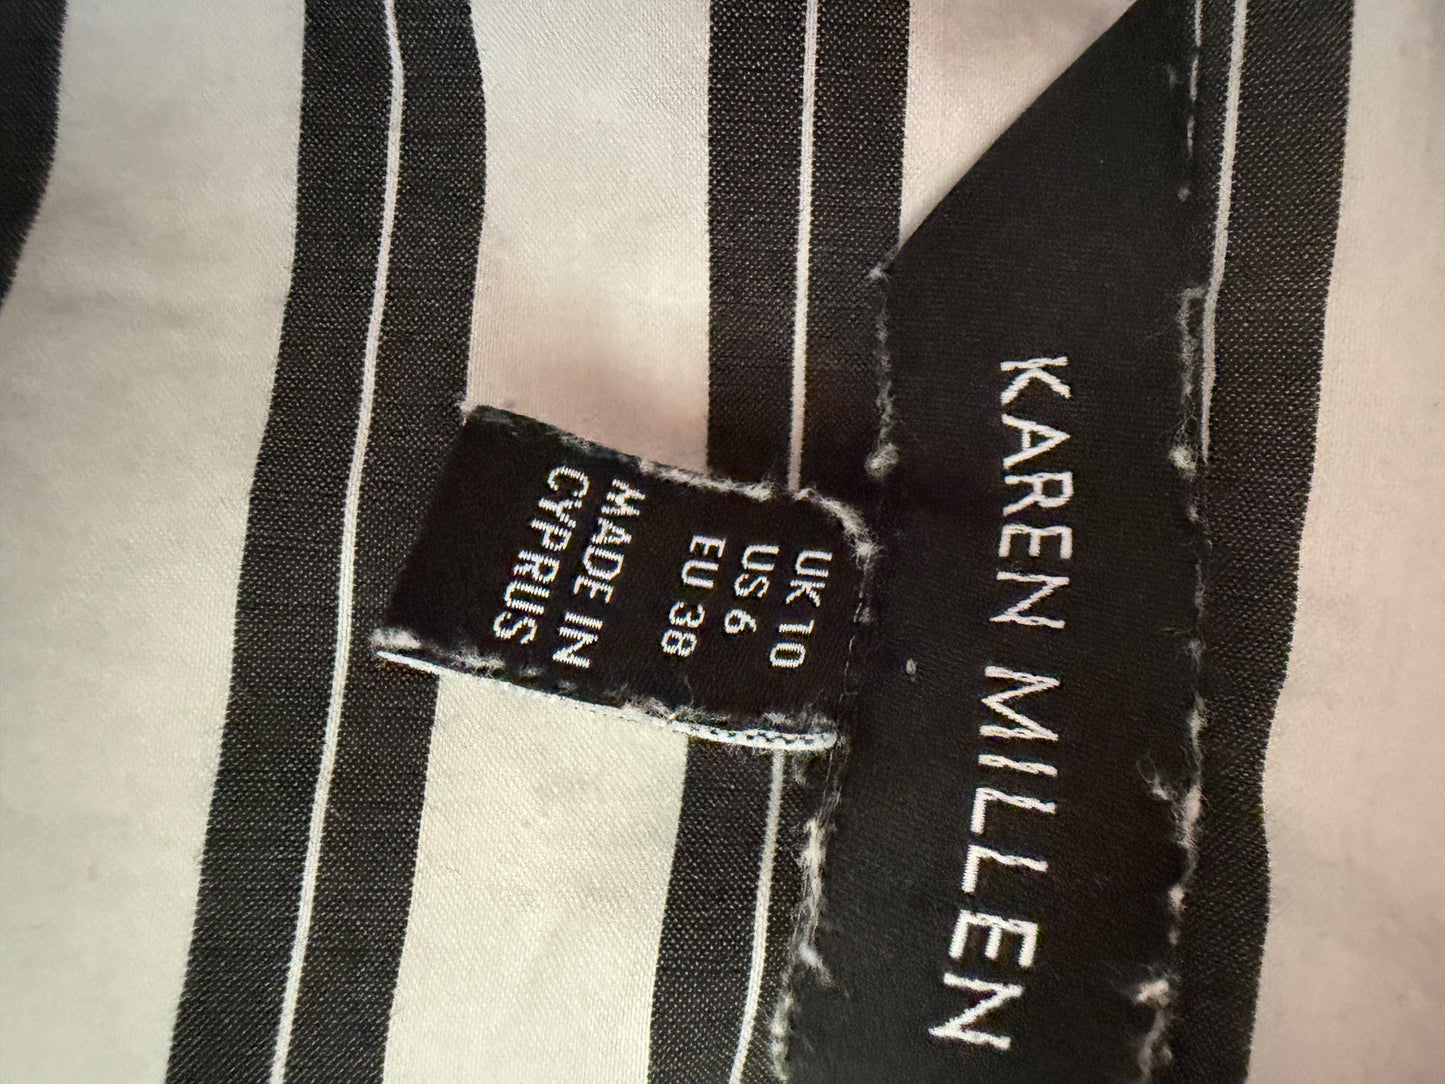 KAREN MILLEN
UK 10
US 6
EU 38
MADE IN
CYPRUS